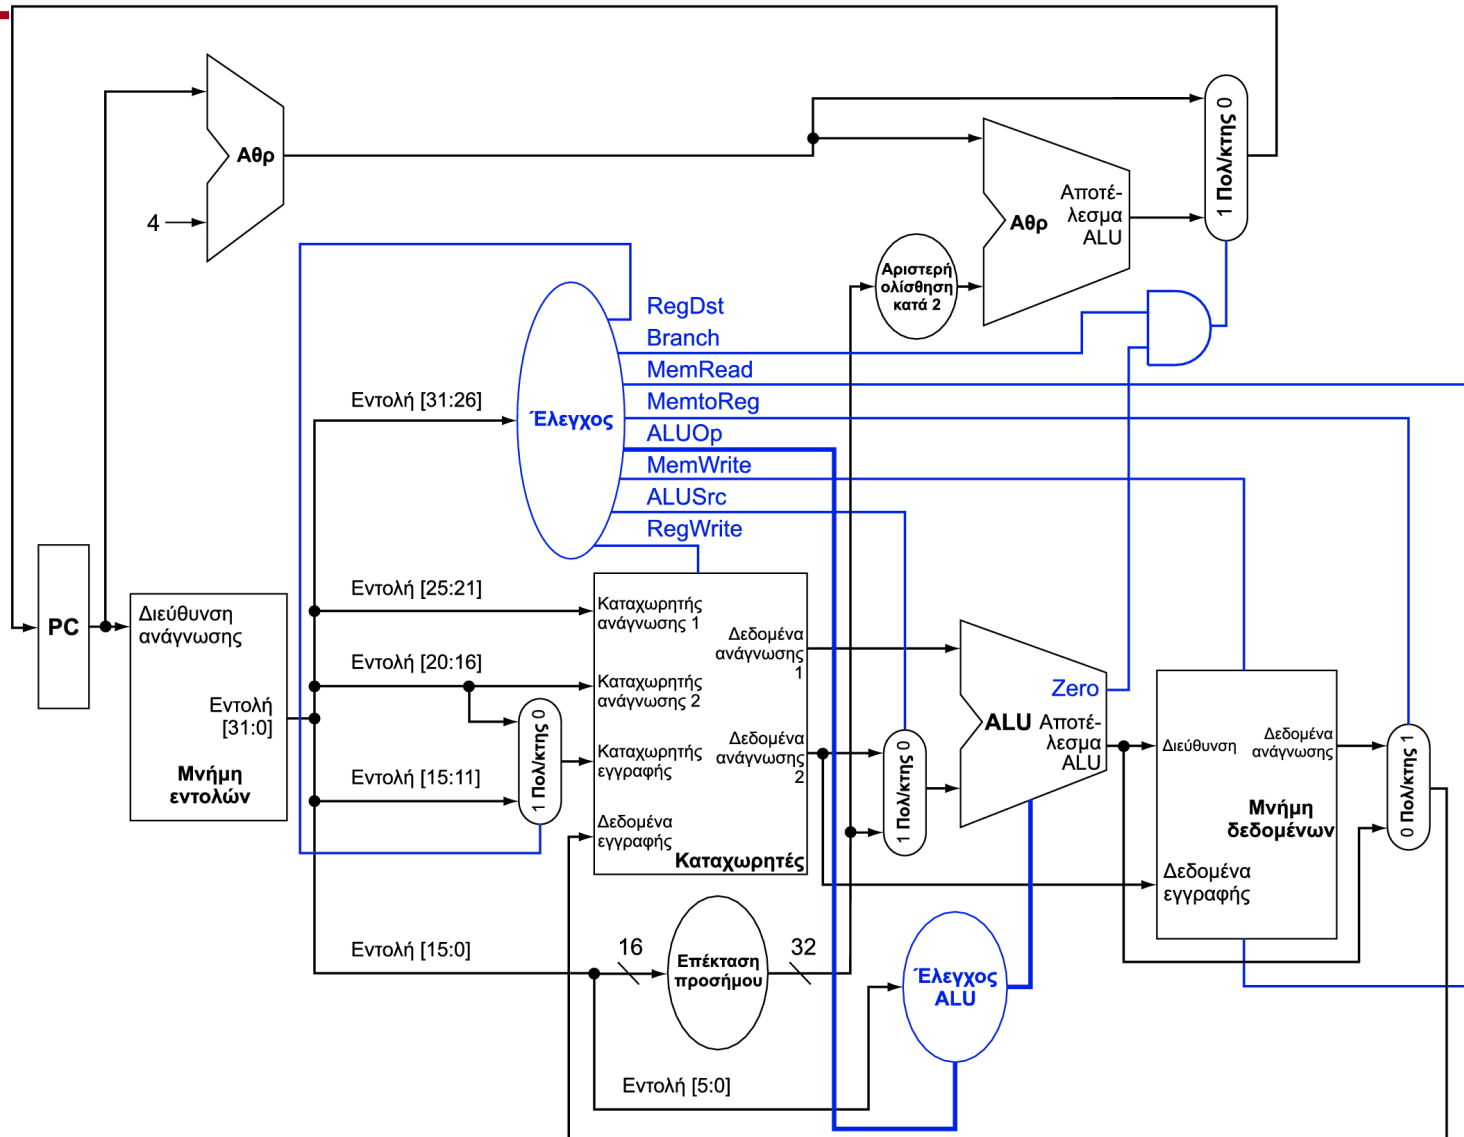 Αθρ
4
0
Πολ/κτης
1
Αθρ
Αποτέ-
λεσμα
ALU
Αριστερή
ολίσθηση
κατά 2
RegDst
Branch
MemRead
MemtoReg
ALUOp
MemWrite
ALUSrc
RegWrite
Έλεγχος
Εντολή [31:26]
Εντολή [25:21]
Εντολή [20:16]
Εντολή [15:11]
Εντολή [15:0]
PC
Διεύθυνση
ανάγνωσης
Εντολή
[31:0]
Μνήμη
εντολών
0
Πολ/κτης
1
Καταχωρητής
ανάγνωσης 1
Καταχωρητής
ανάγνωσης 2
Καταχωρητής
εγγραφής
Δεδομένα
εγγραφής
Δεδομένα
ανάγνωσης
1
Δεδομένα
ανάγνωσης
2
Καταχωρητές
0
Πολ/κτης
1
Zero
ALU
Αποτέ-
λεσμα
ALU
Διεύθυνση
Δεδομένα
ανάγνωσης
Μνήμη
δεδομένων
Δεδομένα
εγγραφής
1
Πολ/κτης
0
16
Επέκταση
προσήμου
32
Έλεγχος
ALU
Εντολή [5:0]